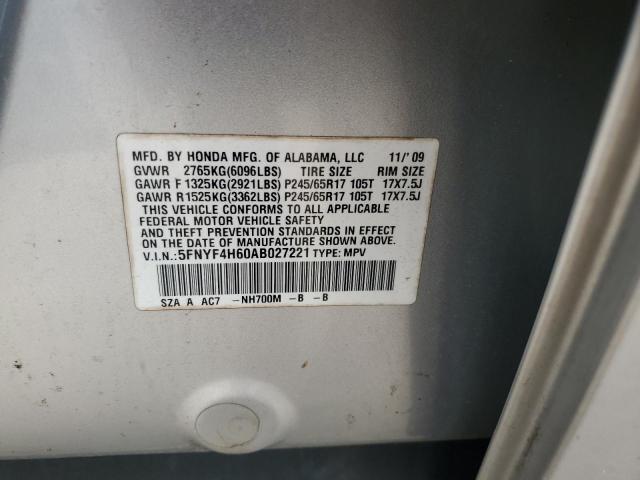 MFD. BY HONDA MFG. OF ALABAMA, LLC 11/'09
GVWR 2765KG(6096LBS) TIRE SIZE RIM SIZE
GAWR F 1325KG(2921LBS) P245/65R17 105T 17X7.5J
GAWR R1525KG(3362LBS) P245/65R17 105T 17X7.5J
THIS VEHICLE CONFORMS TO ALL APPLICABLE
FEDERAL MOTOR VEHICLE SAFETY
AND THEFT PREVENTION STANDARDS IN EFFECT
ON THE DATE OF MANUFACTURE SHOWN ABOVE.
V.I.N.:5FNYF4H60AB027221 TYPE: MPV
SZA A AC7 -NH700M -B -B